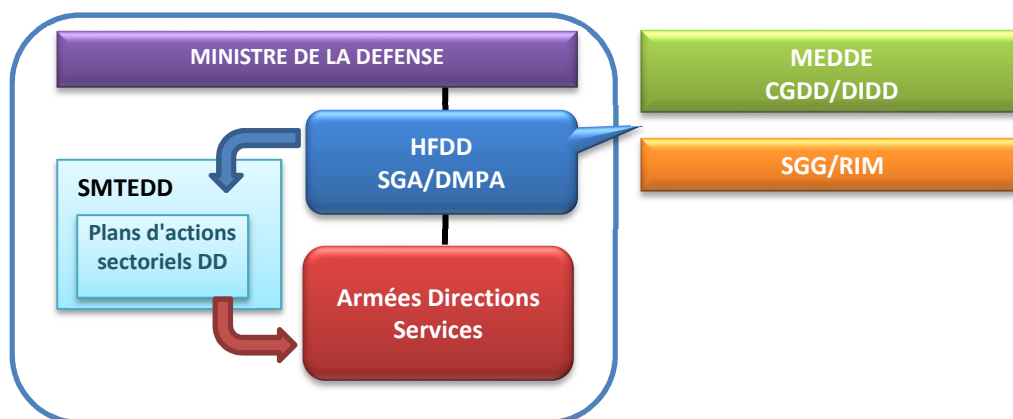 MINISTRE DE LA DEFENSE
MEDDE
CGDD/DIDD
HFDD
SGA/DMPA
SGG/RIM
SMTEDD
Plans d'actions
sectoriels DD
Armées Directions
Services